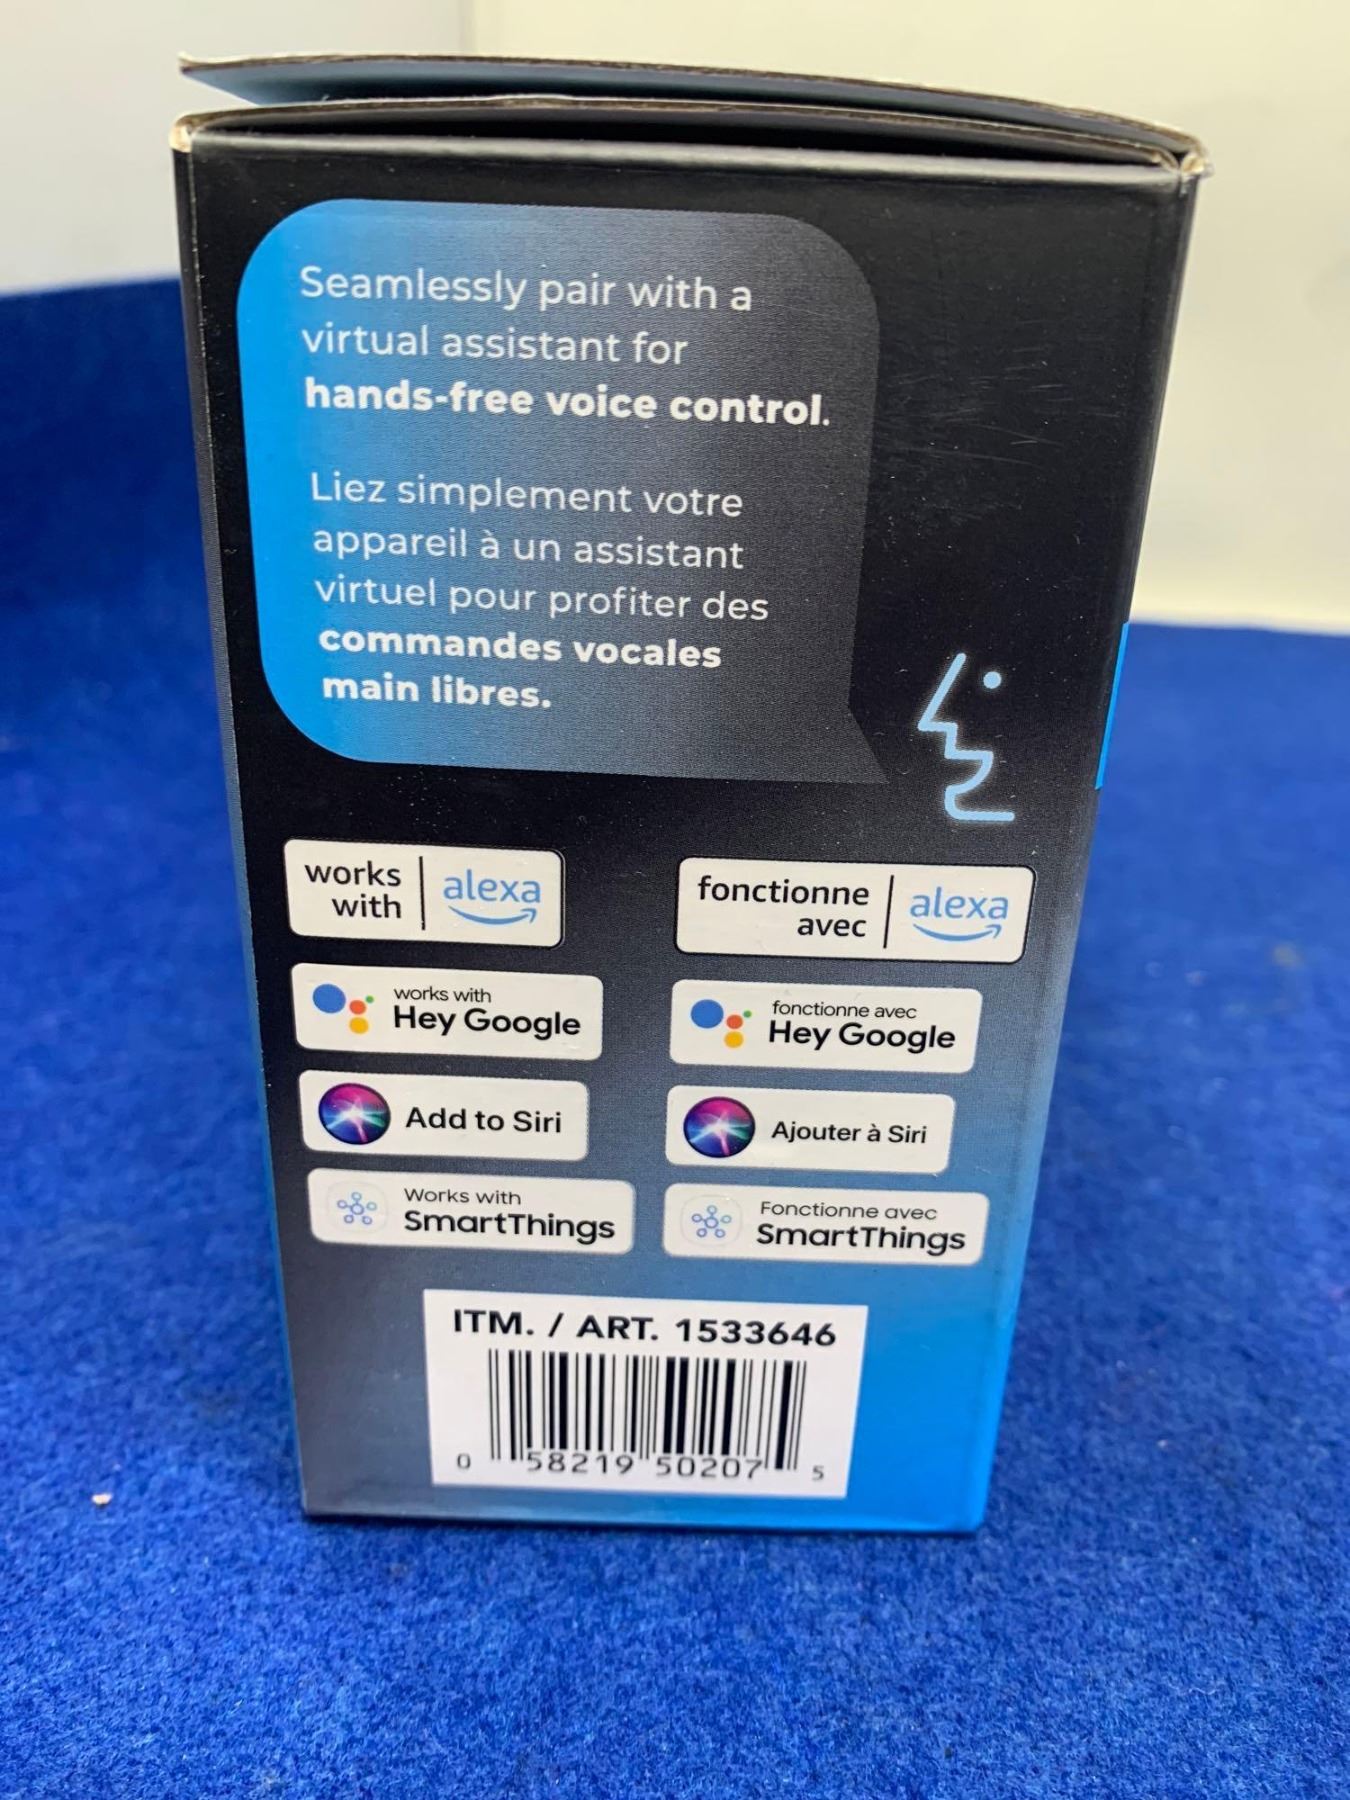 Seamlessly pair with a
virtual assistant for
hands-free voice control.
Liez simplement votre
appareil à un assistant
virtuel pour profiter des
commandes vocales
main libres.
works
with
alexa
fonctionne
avec
alexa
works with
Hey Google
fonctionne avec
Hey Google
Add to Siri
Ajouter à Siri
Works with
SmartThings
Fonctionne avec
SmartThings
ITM. / ART. 1533646
0 58219 50207 5